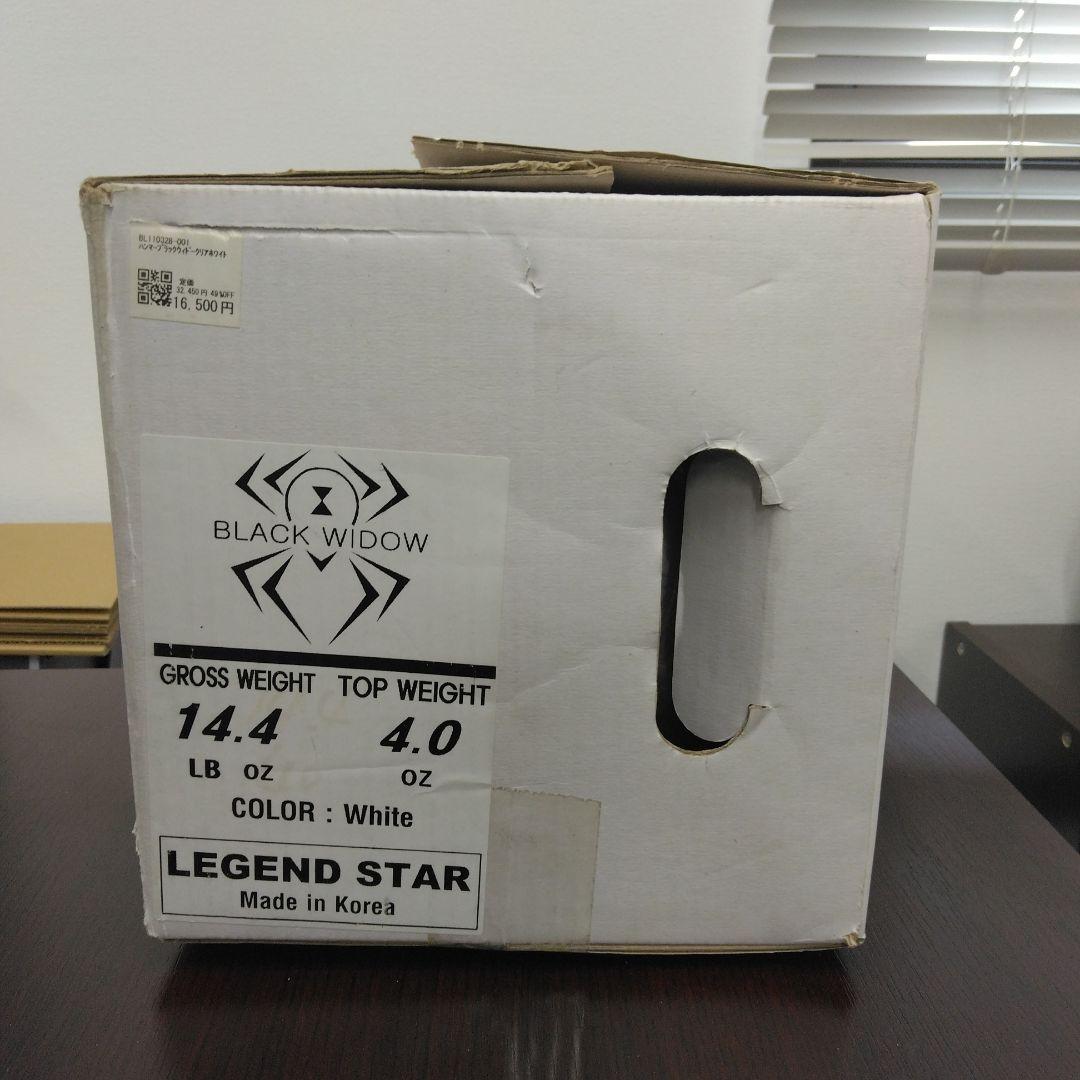 BL110328-001
ハンマーブラックウィドークリアホワイト
定価
32,450円 49%OFF
16,500円
BLACK WIDOW
GROSS WEIGHT TOP WEIGHT
14.4 4.0
LB oz oz
COLOR : White
LEGEND STAR
Made in Korea